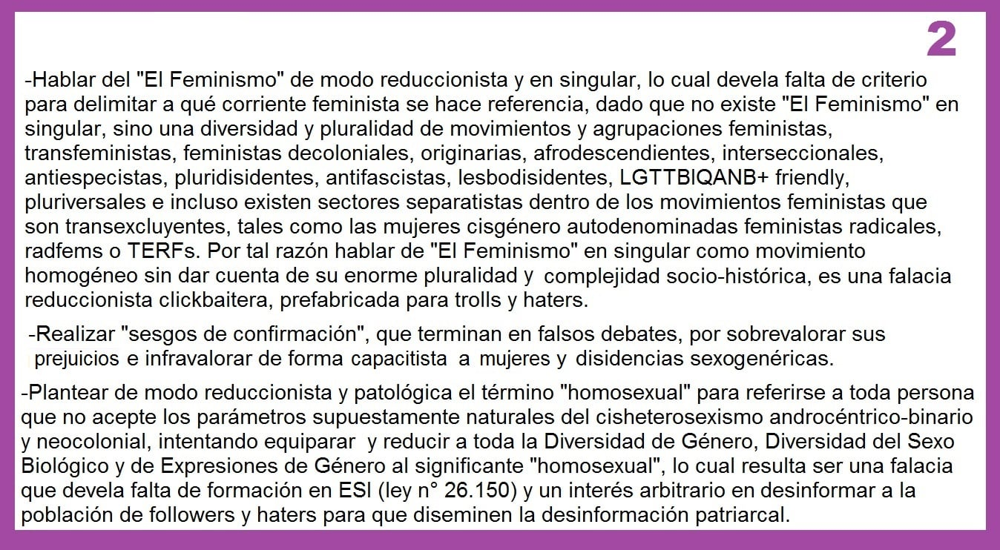 2
-Hablar del "El Feminismo" de modo reduccionista y en singular, lo cual devela falta de criterio
para delimitar a qué corriente feminista se hace referencia, dado que no existe "El Feminismo" en
singular, sino una diversidad y pluralidad de movimientos y agrupaciones feministas,
transfeministas, feministas decoloniales, originarias, afrodescendientes, interseccionales,
antiespecistas, pluridisidentes, antifascistas, lesbodisidentes, LGTTBIQANB+ friendly,
pluriversales e incluso existen sectores separatistas dentro de los movimientos feministas que
son transexcluyentes, tales como las mujeres cisgénero autodenominadas feministas radicales,
radfems o TERFs. Por tal razón hablar de "El Feminismo" en singular como movimiento
homogéneo sin dar cuenta de su enorme pluralidad y complejidad socio-histórica, es una falacia
reduccionista clickbaitera, prefabricada para trolls y haters.
-Realizar "sesgos de confirmación", que terminan en falsos debates, por sobrevalorar sus
prejuicios e infravalorar de forma capacitista a mujeres y disidencias sexogenéricas.
-Plantear de modo reduccionista y patológica el término "homosexual" para referirse a toda persona
que no acepte los parámetros supuestamente naturales del cisheterosexismo androcéntrico-binario
y neocolonial, intentando equiparar y reducir a toda la Diversidad de Género, Diversidad del Sexo
Biológico y de Expresiones de Género al significante "homosexual", lo cual resulta ser una falacia
que devela falta de formación en ESI (ley n° 26.150) y un interés arbitrario en desinformar a la
población de followers y haters para que diseminen la desinformación patriarcal.